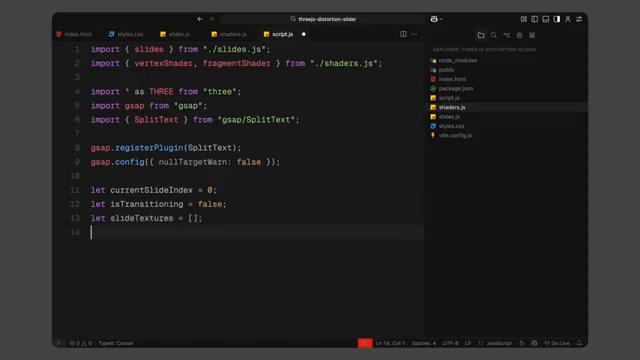 threejs-distortion-slider
index.html
styles.css
slides.js
shaders.js
script.js
1 import { slides } from "./slides.js";
2 import { vertexShader, fragmentShader } from "./shaders.js";
3
4 import * as THREE from "three";
5 import gsap from "gsap";
6 import { SplitText } from "gsap/SplitText";
7
8 gsap.registerPlugin(SplitText);
9 gsap.config({ nullTargetWarn: false });
10
11 let currentSlideIndex = 0;
12 let isTransitioning = false;
13 let slideTextures = [];
14
EXPLORER: THREEJS-DISTORTION-SLIDER
node_modules
public
index.html
package.json
script.js
shaders.js
slides.js
styles.css
vite.config.js
0 0 Typet: Cancel
Ln 14, Col 1 Spaces: 4 UTF-8 LF {} JavaScript Go Live